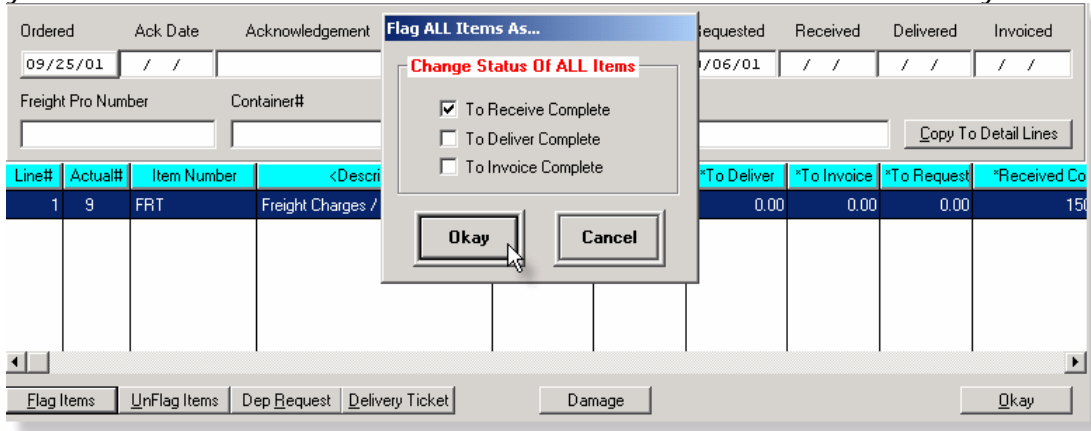 Flag ALL Items As...
Ordered Ack Date Acknowledgement Received Delivered Invoiced
09/25/01 / / /06/01 / / / / / /
Change Status Of ALL Items
Freight Pro Number Container#
To Receive Complete
To Deliver Complete
To Invoice Complete
Copy To Detail Lines
Line# Actual# Item Number <Descri *To Deliver *To Invoice *To Request *Received Co
1 9 FRT Freight Charges / 0.00 0.00 0.00 150
Okay Cancel
Flag Items UnFlag Items Dep Request Delivery Ticket Damage Okay